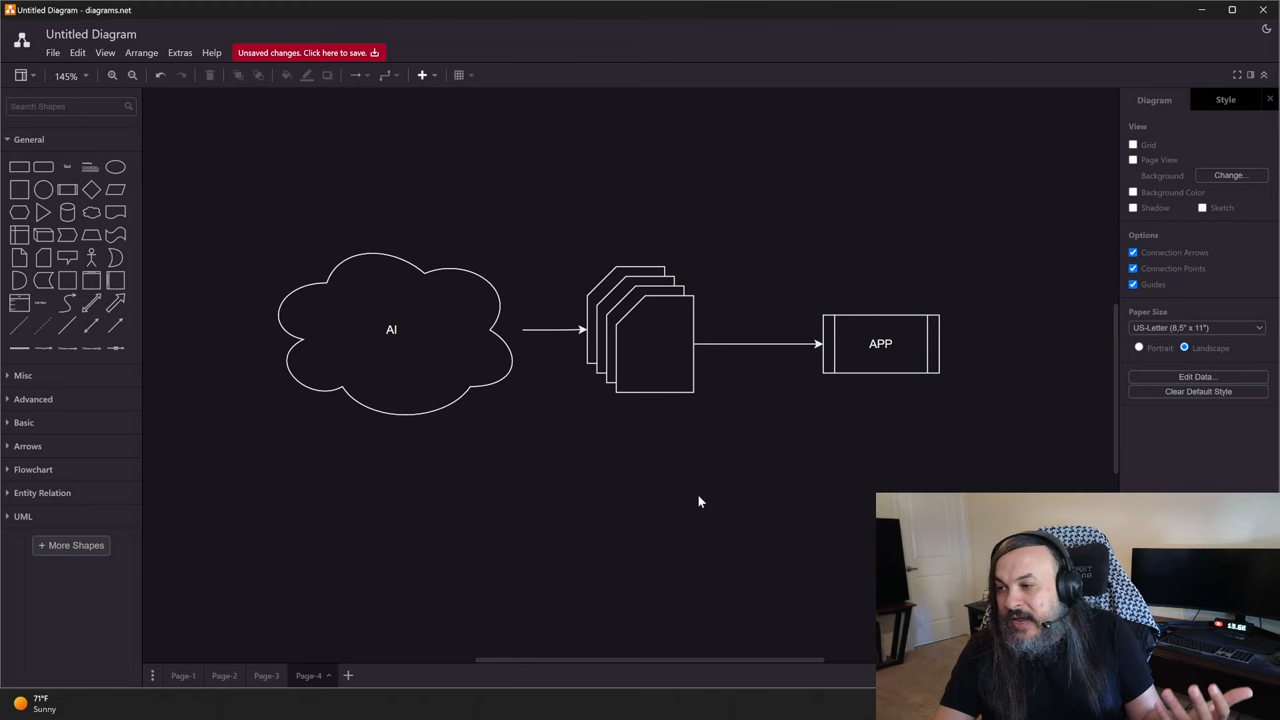 Untitled Diagram - diagrams.net
Untitled Diagram
File Edit View Arrange Extras Help
Unsaved changes. Click here to save.
145%
Search Shapes
General
Text
Misc
Advanced
Basic
Arrows
Flowchart
Entity Relation
UML
+ More Shapes
AI
APP
Diagram Style
View
Grid
Page View
Background Change...
Background Color
Shadow Sketch
Options
Connection Arrows
Connection Points
Guides
Paper Size
US-Letter (8,5" x 11")
Portrait Landscape
Edit Data...
Clear Default Style
Page-1 Page-2 Page-3 Page-4
71°F
Sunny
13.6K